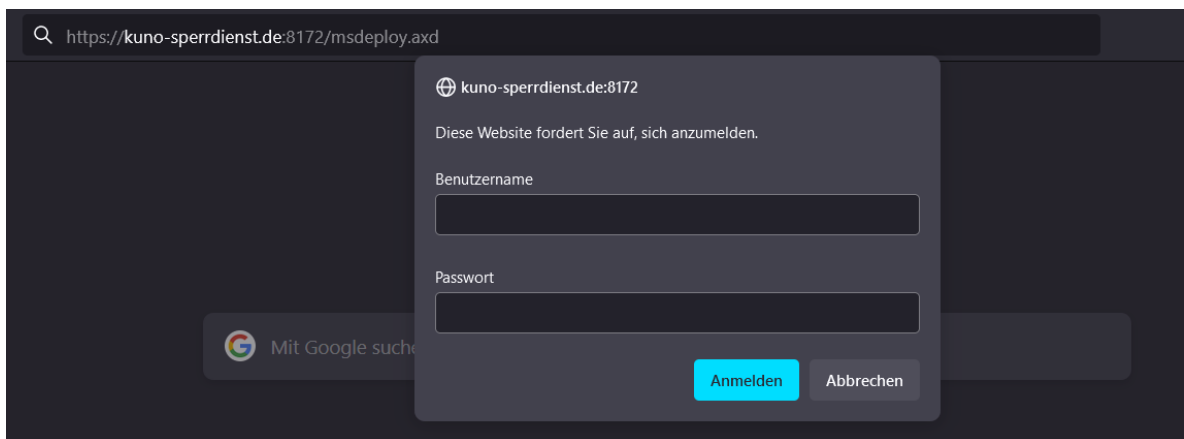 https://kuno-sperrdienst.de:8172/msdeploy.axd
kuno-sperrdienst.de:8172
Diese Website fordert Sie auf, sich anzumelden.
Benutzername
Passwort
Mit Google suche
Anmelden Abbrechen